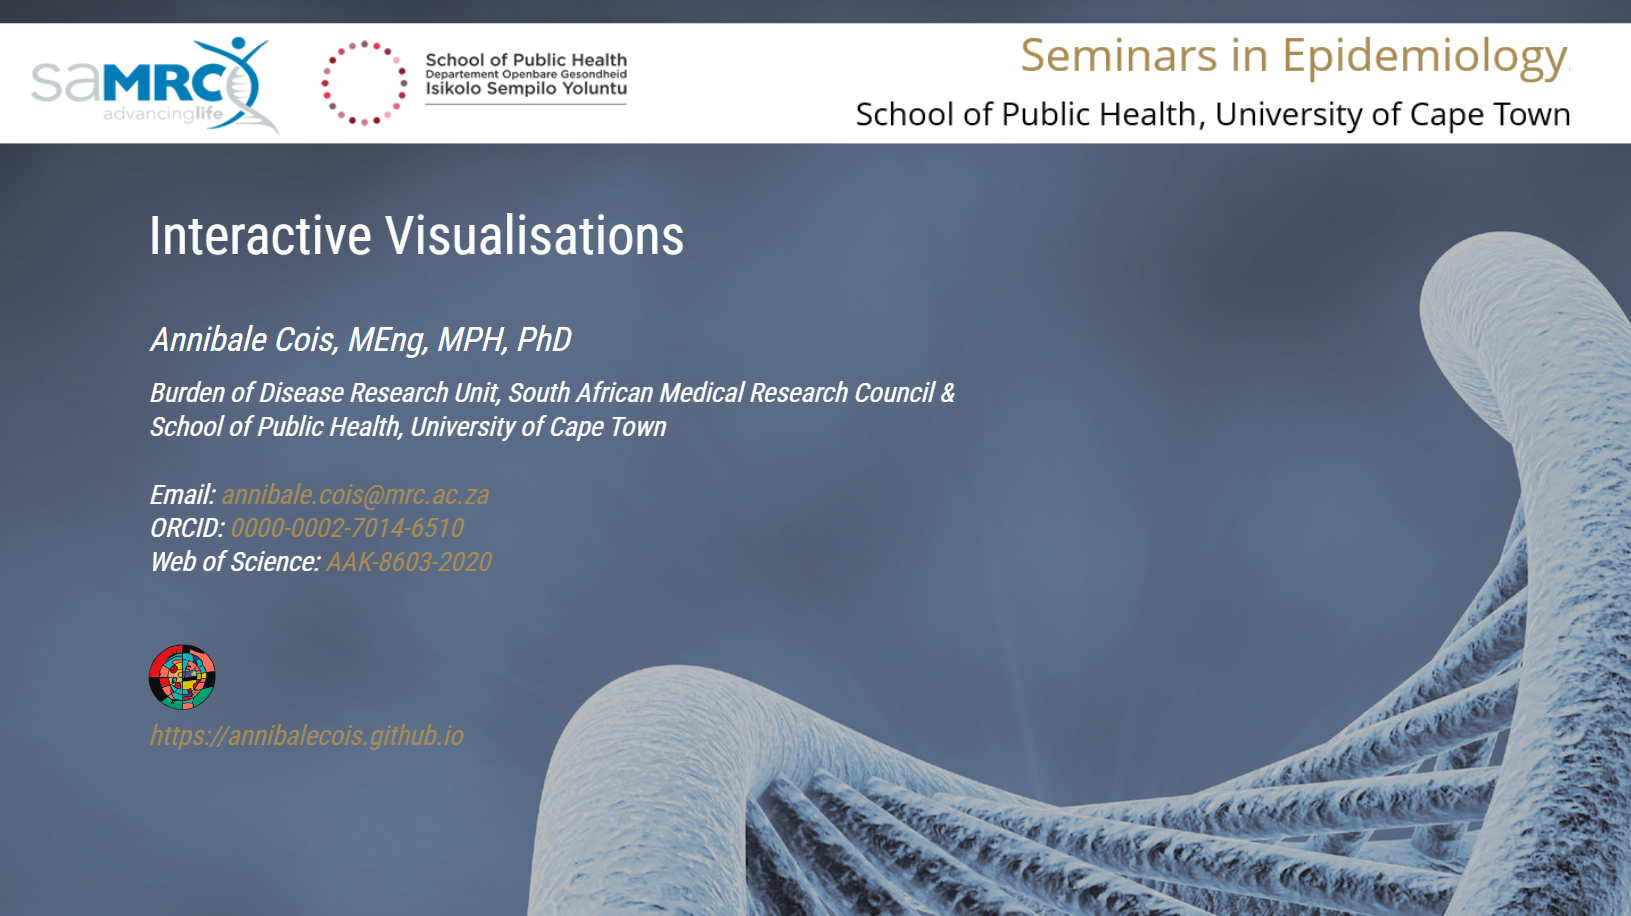 saMRC
advancinglife
School of Public Health
Departement Openbare Gesondheid
Isikolo Sempilo Yoluntu
Seminars in Epidemiology
School of Public Health, University of Cape Town
Interactive Visualisations
Annibale Cois, MEng, MPH, PhD
Burden of Disease Research Unit, South African Medical Research Council &
School of Public Health, University of Cape Town
Email: annibale.cois@mrc.ac.za
ORCID: 0000-0002-7014-6510
Web of Science: AAK-8603-2020
https://annibalecois.github.io